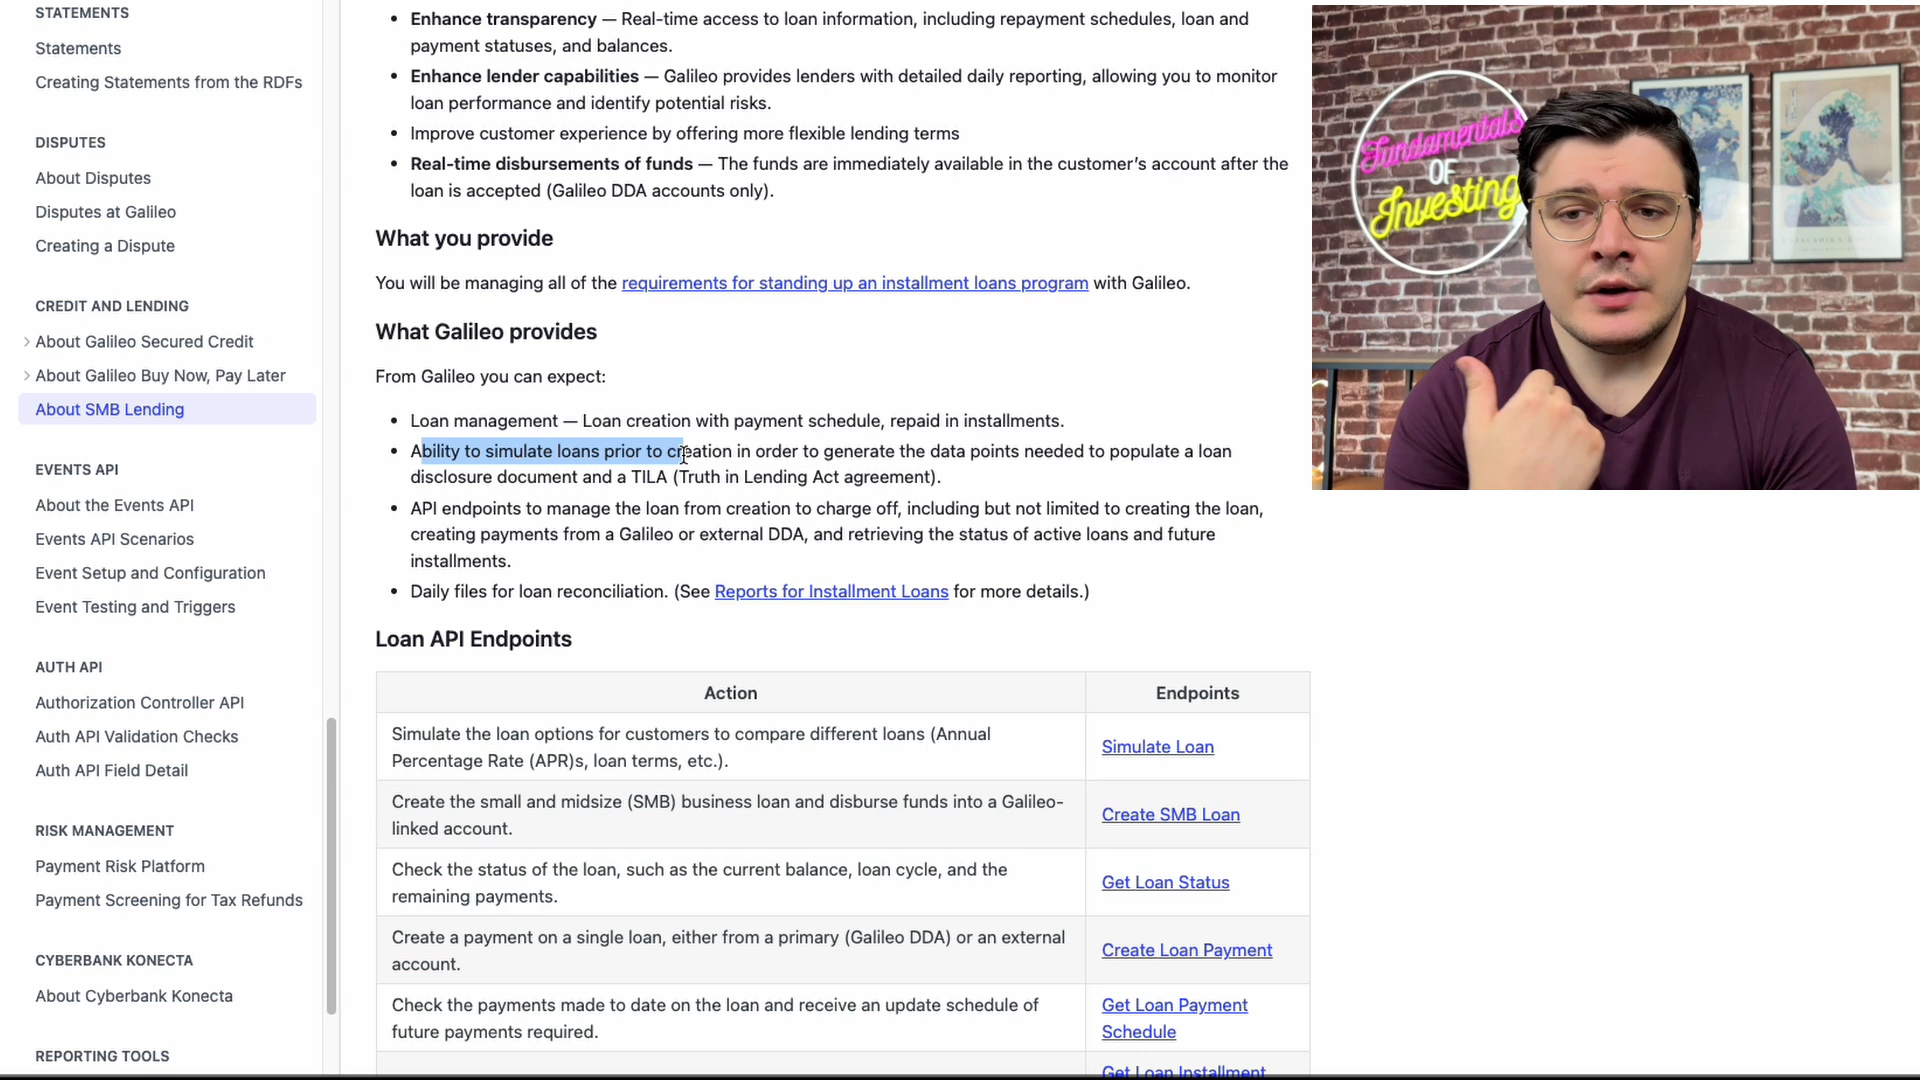 STATEMENTS
Statements
Creating Statements from the RDFs
DISPUTES
About Disputes
Disputes at Galileo
Creating a Dispute
CREDIT AND LENDING
About Galileo Secured Credit
About Galileo Buy Now, Pay Later
About SMB Lending
EVENTS API
About the Events API
Events API Scenarios
Event Setup and Configuration
Event Testing and Triggers
AUTH API
Authorization Controller API
Auth API Validation Checks
Auth API Field Detail
RISK MANAGEMENT
Payment Risk Platform
Payment Screening for Tax Refunds
CYBERBANK KONECTA
About Cyberbank Konecta
REPORTING TOOLS
• Enhance transparency — Real-time access to loan information, including repayment schedules, loan and
payment statuses, and balances.
• Enhance lender capabilities — Galileo provides lenders with detailed daily reporting, allowing you to monitor
loan performance and identify potential risks.
• Improve customer experience by offering more flexible lending terms
• Real-time disbursements of funds — The funds are immediately available in the customer’s account after the
loan is accepted (Galileo DDA accounts only).
What you provide
You will be managing all of the requirements for standing up an installment loans program with Galileo.
What Galileo provides
From Galileo you can expect:
• Loan management — Loan creation with payment schedule, repaid in installments.
• Ability to simulate loans prior to creation in order to generate the data points needed to populate a loan
disclosure document and a TILA (Truth in Lending Act agreement).
• API endpoints to manage the loan from creation to charge off, including but not limited to creating the loan,
creating payments from a Galileo or external DDA, and retrieving the status of active loans and future
installments.
• Daily files for loan reconciliation. (See Reports for Installment Loans for more details.)
Loan API Endpoints
Action Endpoints
Simulate the loan options for customers to compare different loans (Annual
Percentage Rate (APR)s, loan terms, etc.).
Simulate Loan
Create the small and midsize (SMB) business loan and disburse funds into a Galileo-
linked account.
Create SMB Loan
Check the status of the loan, such as the current balance, loan cycle, and the
remaining payments.
Get Loan Status
Create a payment on a single loan, either from a primary (Galileo DDA) or an external
account.
Create Loan Payment
Check the payments made to date on the loan and receive an update schedule of
future payments required.
Get Loan Payment
Schedule
Get Loan Installment
Fundamentals
OF
Investing